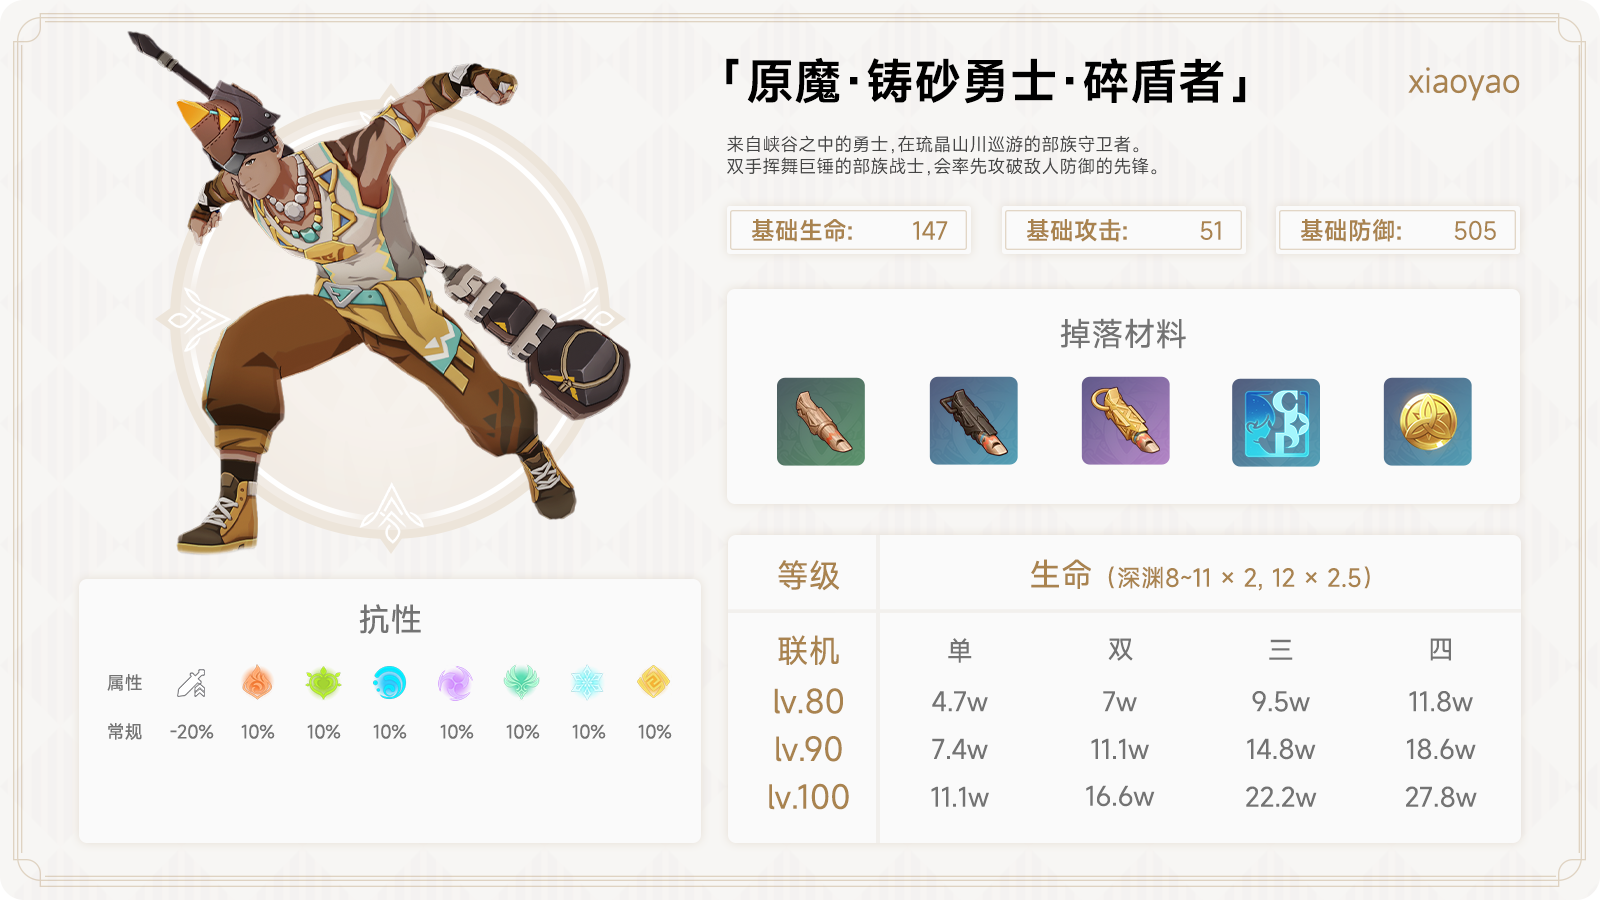 「原魔·铸砂勇士·碎盾者」
xiaoyao
来自峡谷之中的勇士,在琉晶山川巡游的部族守卫者。
双手挥舞巨锤的部族战士,会率先攻破敌人防御的先锋。
基础生命: 147
基础攻击: 51
基础防御: 505
掉落材料
等级 生命（深渊8~11 × 2, 12 × 2.5）
联机 单 双 三 四
lv.80 4.7w 7w 9.5w 11.8w
lv.90 7.4w 11.1w 14.8w 18.6w
lv.100 11.1w 16.6w 22.2w 27.8w
抗性
属性
常规 -20% 10% 10% 10% 10% 10% 10% 10%